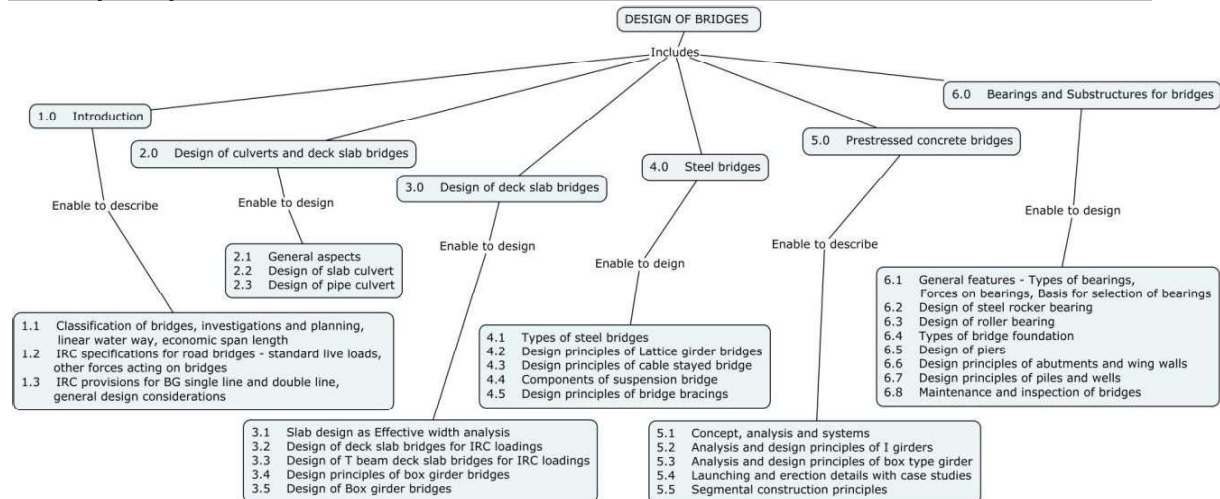 DESIGN OF BRIDGES
Includes
1.0 Introduction
2.0 Design of culverts and deck slab bridges
3.0 Design of deck slab bridges
4.0 Steel bridges
5.0 Prestressed concrete bridges
6.0 Bearings and Substructures for bridges
Enable to describe
Enable to design
Enable to design
Enable to deign
Enable to describe
Enable to design
1.1 Classification of bridges, investigations and planning,
linear water way, economic span length
1.2 IRC specifications for road bridges - standard live loads,
other forces acting on bridges
1.3 IRC provisions for BG single line and double line,
general design considerations
2.1 General aspects
2.2 Design of slab culvert
2.3 Design of pipe culvert
3.1 Slab design as Effective width analysis
3.2 Design of deck slab bridges for IRC loadings
3.3 Design of T beam deck slab bridges for IRC loadings
3.4 Design principles of box girder bridges
3.5 Design of Box girder bridges
4.1 Types of steel bridges
4.2 Design principles of Lattice girder bridges
4.3 Design principles of cable stayed bridge
4.4 Components of suspension bridge
4.5 Design principles of bridge bracings
5.1 Concept, analysis and systems
5.2 Analysis and design principles of I girders
5.3 Analysis and design principles of box type girder
5.4 Launching and erection details with case studies
5.5 Segmental construction principles
6.1 General features - Types of bearings,
Forces on bearings, Basis for selection of bearings
6.2 Design of steel rocker bearing
6.3 Design of roller bearing
6.4 Types of bridge foundation
6.5 Design of piers
6.6 Design principles of abutments and wing walls
6.7 Design principles of piles and wells
6.8 Maintenance and inspection of bridges